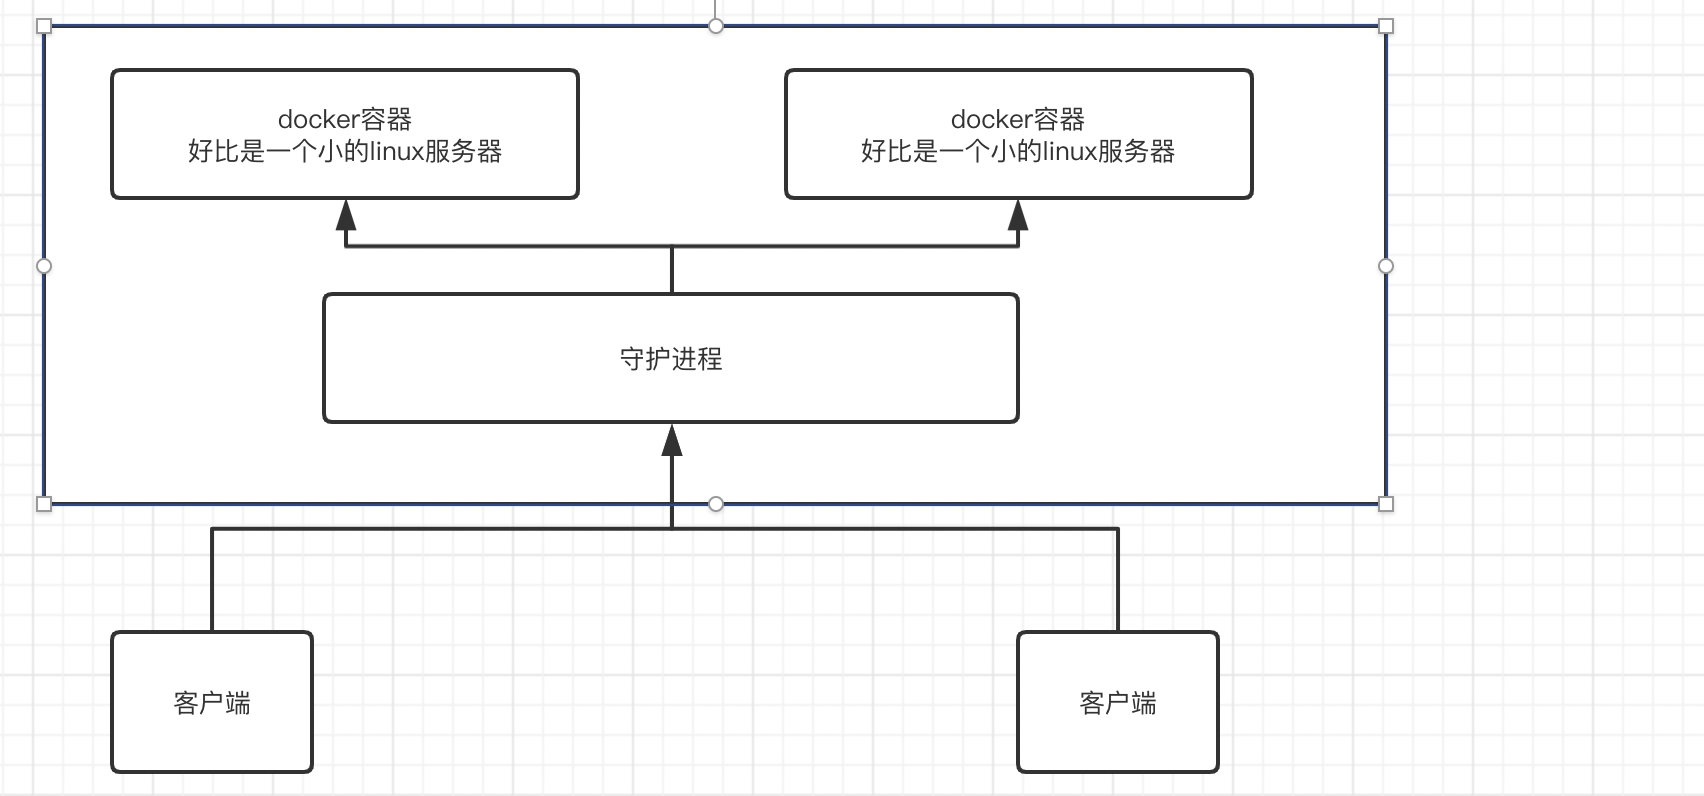 docker容器
好比是一个小的linux服务器
docker容器
好比是一个小的linux服务器
守护进程
客户端
客户端